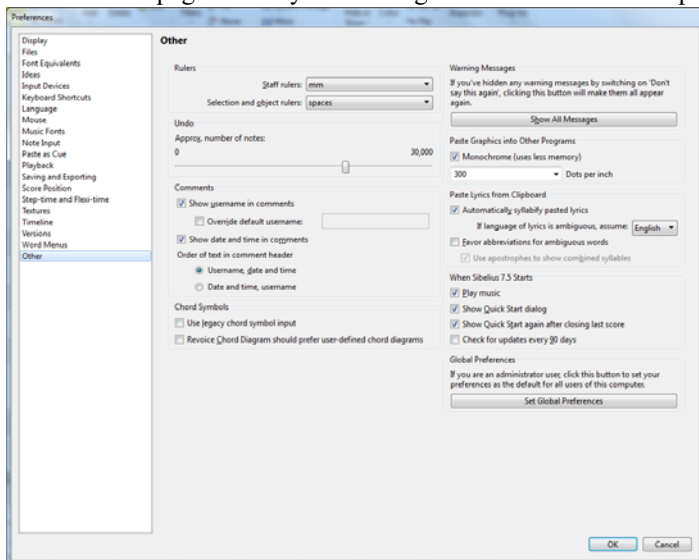 Preferences
Display
Files
Font Equivalents
Ideas
Input Devices
Keyboard Shortcuts
Language
Mouse
Music Fonts
Note Input
Paste as Cue
Playback
Saving and Exporting
Score Position
Step-time and Flexi-time
Textures
Timeline
Versions
Word Menus
Other
Other
Rulers
Staff rulers: mm
Selection and object rulers: spaces
Undo
Approx. number of notes:
0 30,000
Comments
Show username in comments
Override default username:
Show date and time in comments
Order of text in comment header
Username, date and time
Date and time, username
Chord Symbols
Use legacy chord symbol input
Revoice Chord Diagram should prefer user-defined chord diagrams
Warning Messages
If you've hidden any warning messages by switching on 'Don't
say this again', clicking this button will make them all appear
again.
Show All Messages
Paste Graphics into Other Programs
Monochrome (uses less memory)
300 Dots per inch
Paste Lyrics from Clipboard
Automatically syllabify pasted lyrics
If language of lyrics is ambiguous, assume: English
Favor abbreviations for ambiguous words
Use apostrophes to show combined syllables
When Sibelius 7.5 Starts
Play music
Show Quick Start dialog
Show Quick Start again after closing last score
Check for updates every 90 days
Global Preferences
If you are an administrator user, click this button to set your
preferences as the default for all users of this computer.
Set Global Preferences
OK Cancel